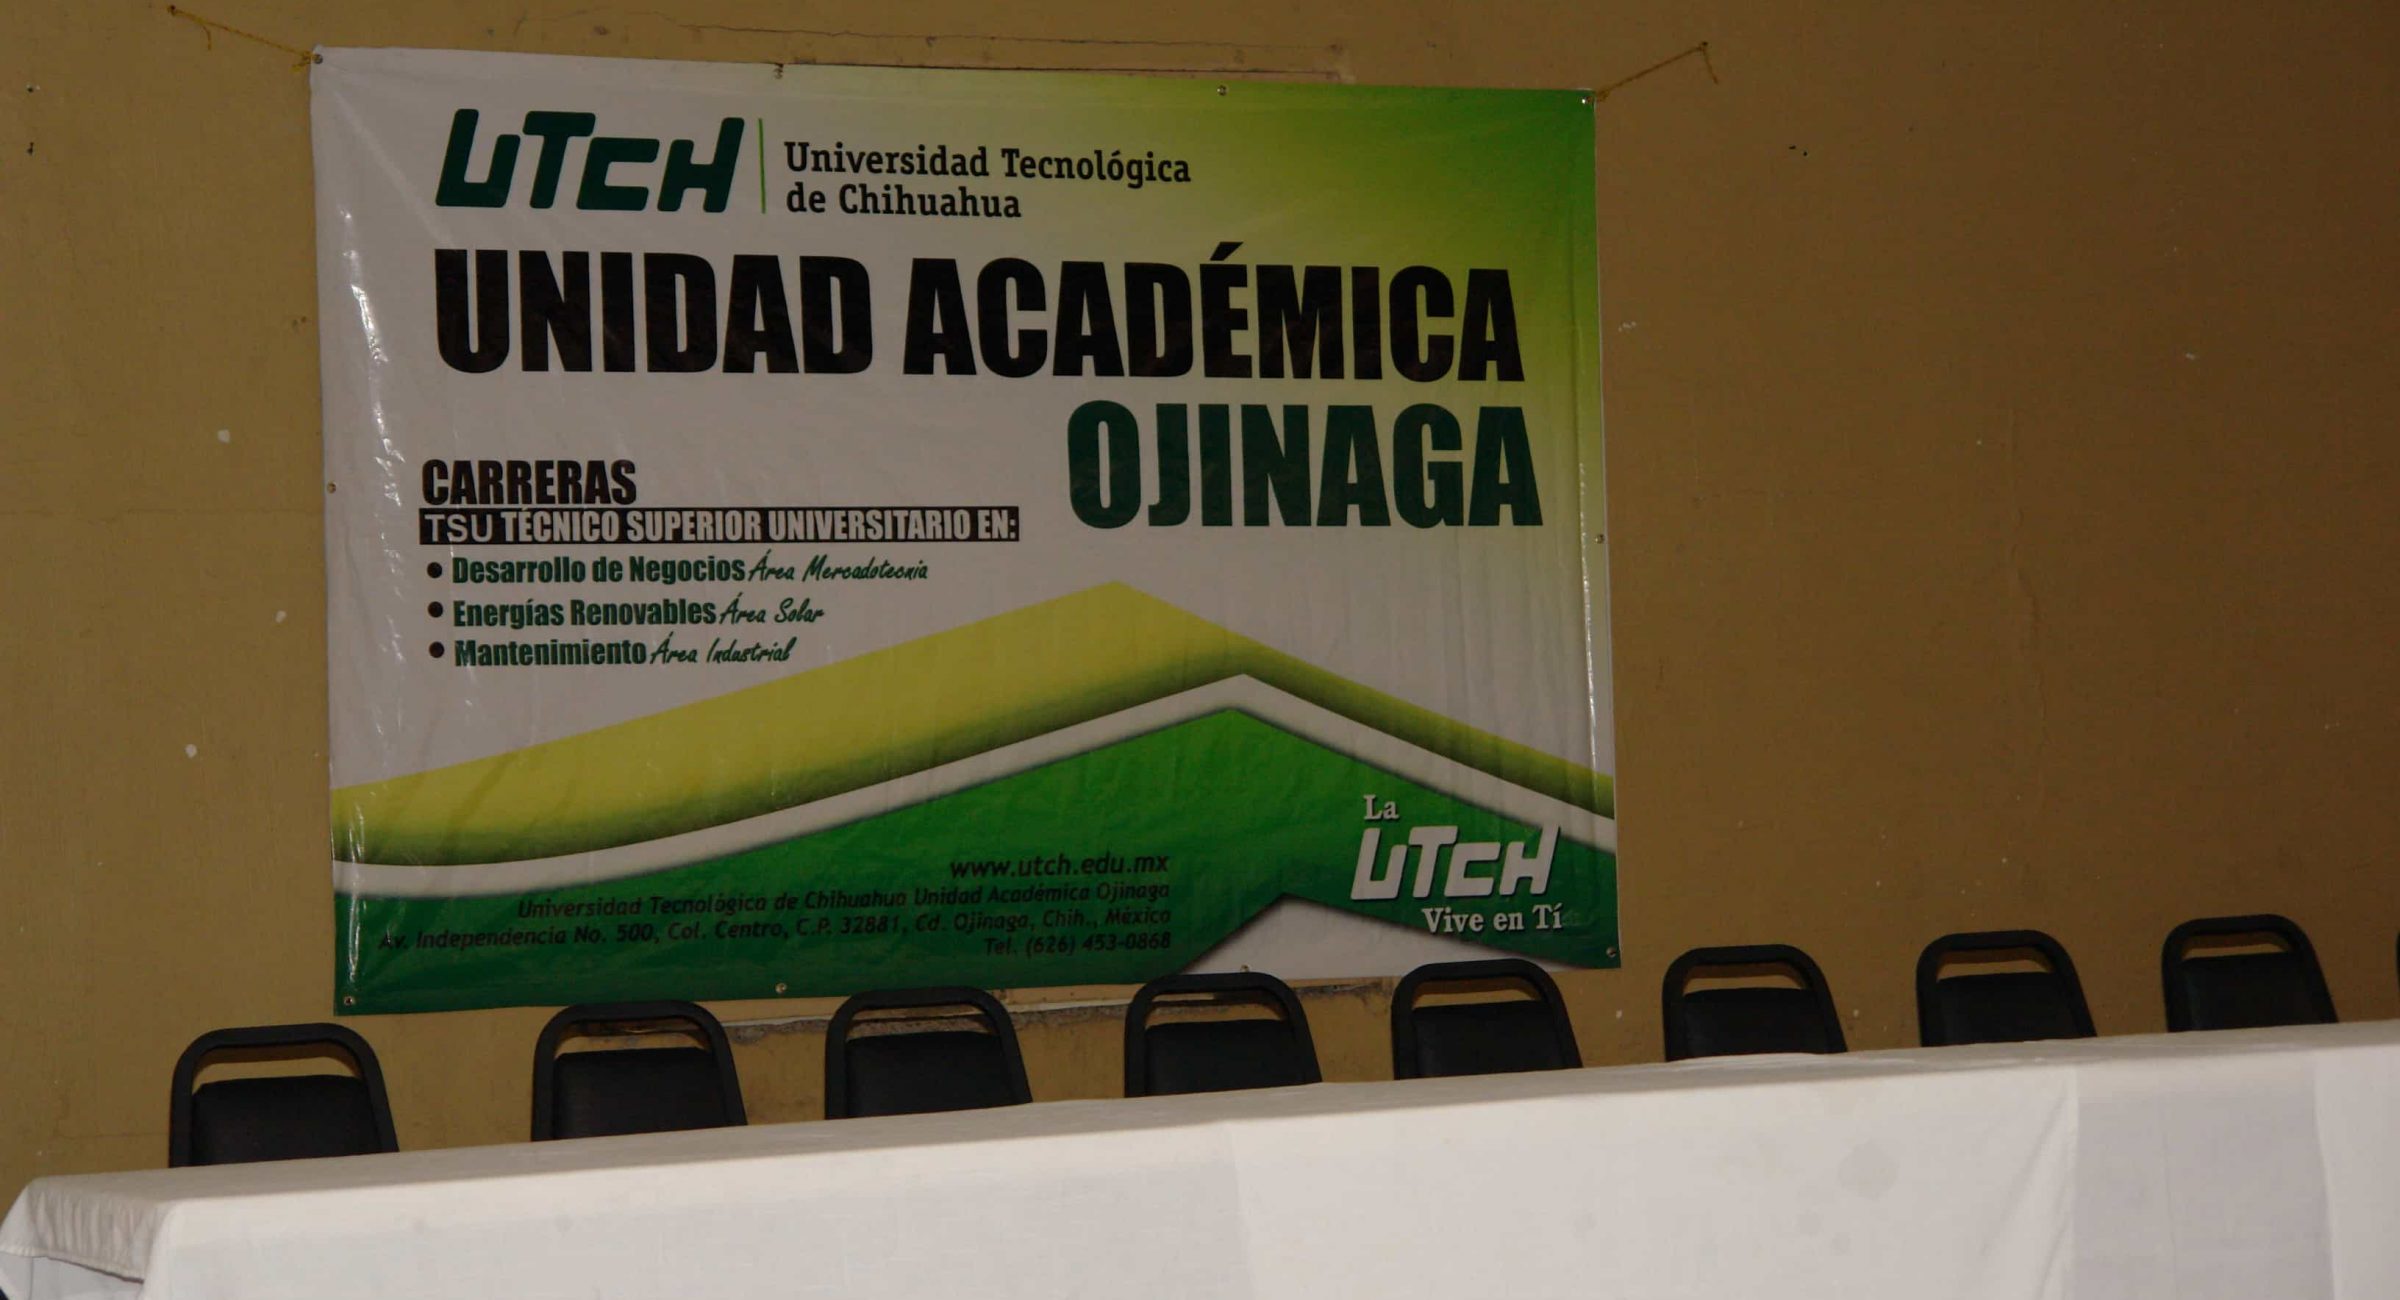 UTCH
Universidad Tecnológica
de Chihuahua
UNIDAD ACADÉMICA
OJINAGA
CARRERAS
TSU TÉCNICO SUPERIOR UNIVERSITARIO EN:
• Desarrollo de Negocios Área Mercadotecnia
• Energías Renovables Área Solar
• Mantenimiento Área Industrial
www.utch.edu.mx
Universidad Tecnológica de Chihuahua Unidad Académica Ojinaga
Av. Independencia No. 500, Col. Centro, C.P. 32881, Cd. Ojinaga, Chih., México
Tel. (626) 453-0868
La
UTCH
Vive en Tí